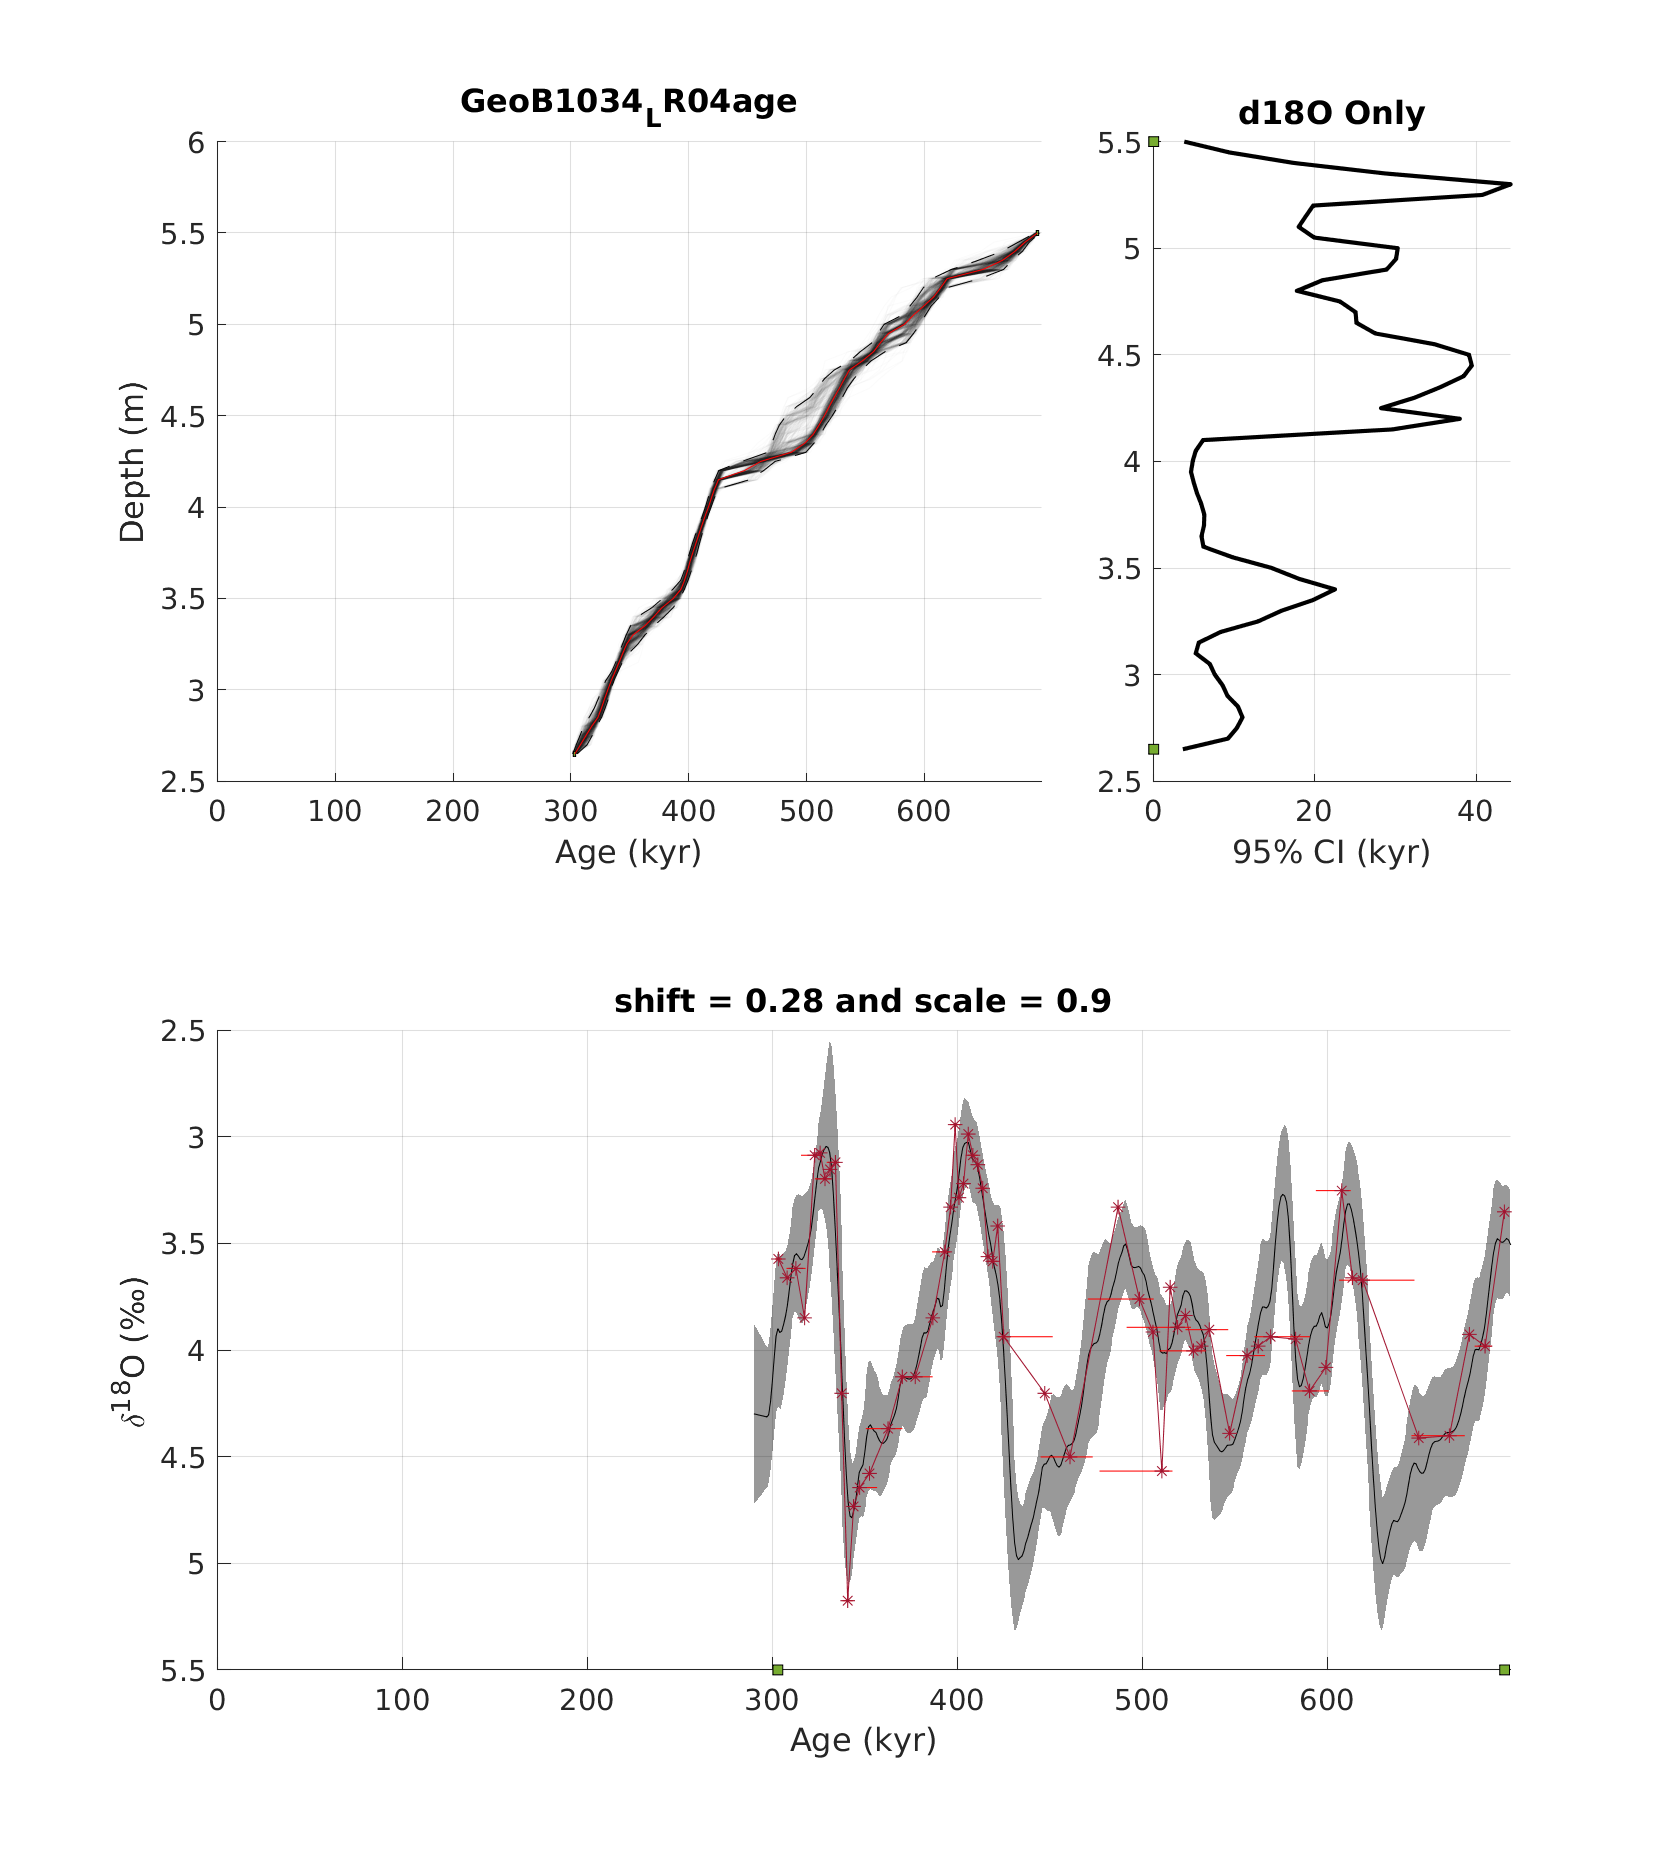 GeoB1034LR04age
6
5.5
5
4.5
4
3.5
3
2.5
Depth (m)
0 100 200 300 400 500 600
Age (kyr)
d18O Only
5.5
5
4.5
4
3.5
3
2.5
0 20 40
95% CI (kyr)
shift = 0.28 and scale = 0.9
2.5
3
3.5
4
4.5
5
5.5
δ18O (‰)
0 100 200 300 400 500 600
Age (kyr)